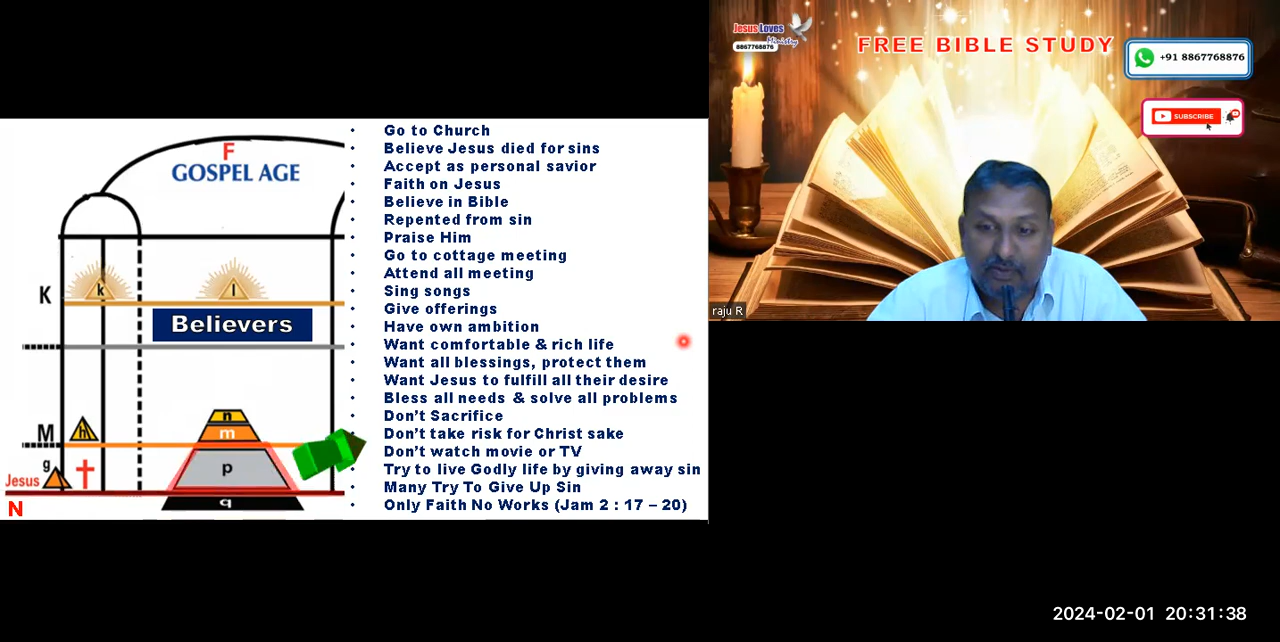 F
GOSPEL AGE
K
k
l
Believers
M
h
n
m
g
p
Jesus
q
N
• Go to Church
• Believe Jesus died for sins
• Accept as personal savior
• Faith on Jesus
• Believe in Bible
• Repented from sin
• Praise Him
• Go to cottage meeting
• Attend all meeting
• Sing songs
• Give offerings
• Have own ambition
• Want comfortable & rich life
• Want all blessings, protect them
• Want Jesus to fulfill all their desire
• Bless all needs & solve all problems
• Don't Sacrifice
• Don't take risk for Christ sake
• Don't watch movie or TV
• Try to live Godly life by giving away sin
• Many Try To Give Up Sin
• Only Faith No Works (Jam 2 : 17 – 20)
Jesus Loves
Ministry
8867768876
FREE BIBLE STUDY
+91 8867768876
SUBSCRIBE
raju R
2024-02-01 20:31:38